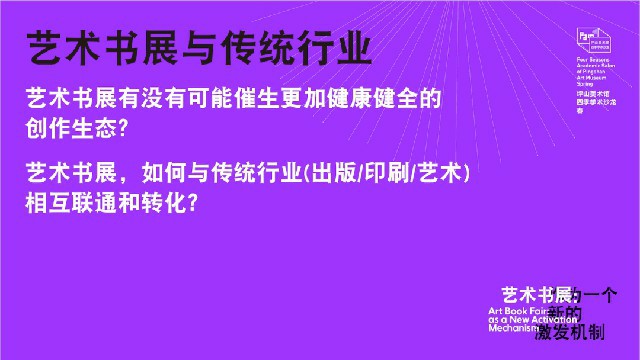 艺术书展与传统行业
艺术书展有没有可能催生更加健康健全的
创作生态？
艺术书展，如何与传统行业(出版/印刷/艺术)
相互联通和转化？
Four Seasons
Academic Salon
of Pingshan
Art Museum
Spring
坪山美术馆
四季学术沙龙
春
艺术书展：
作为一个
新的
激发机制
Art Book Fair
as a New Activation
Mechanism